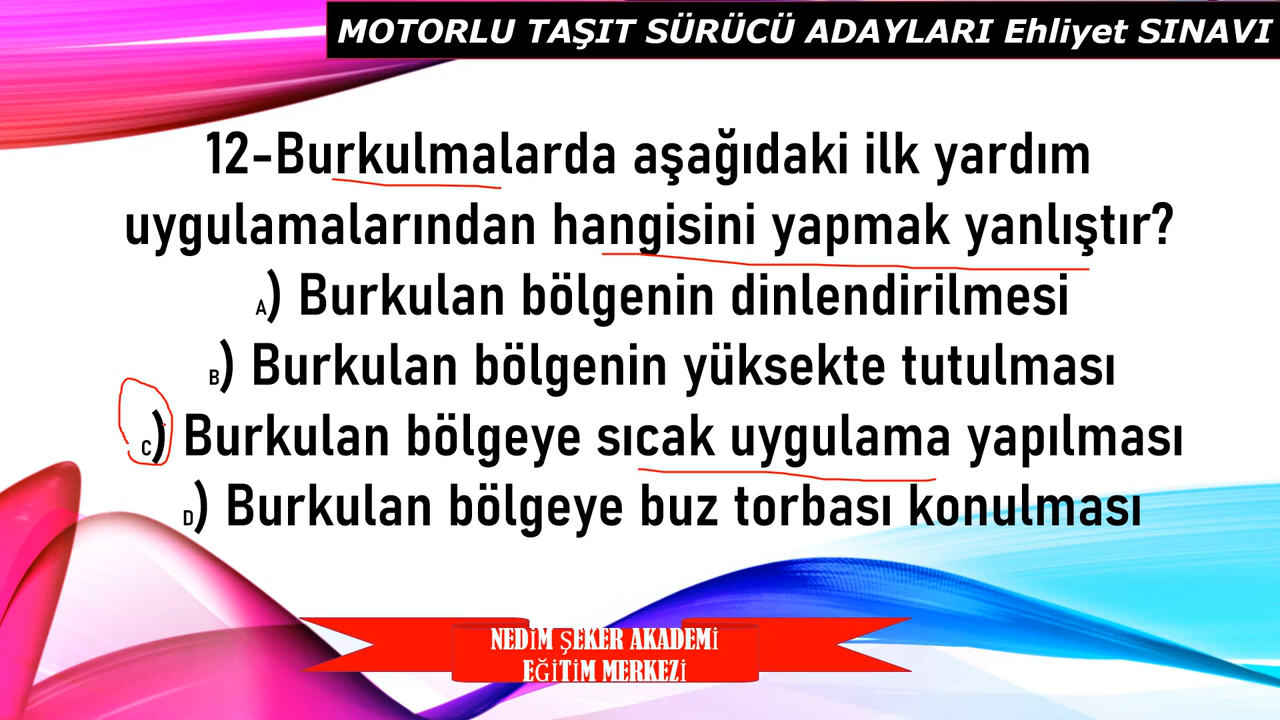 MOTORLU TAŞIT SÜRÜCÜ ADAYLARI Ehliyet SINAVI
12-Burkulmalarda aşağıdaki ilk yardım
uygulamalarından hangisini yapmak yanlıştır?
A) Burkulan bölgenin dinlendirilmesi
B) Burkulan bölgenin yüksekte tutulması
C) Burkulan bölgeye sıcak uygulama yapılması
D) Burkulan bölgeye buz torbası konulması
NEDİM ŞEKER AKADEMİ
EĞİTİM MERKEZİ